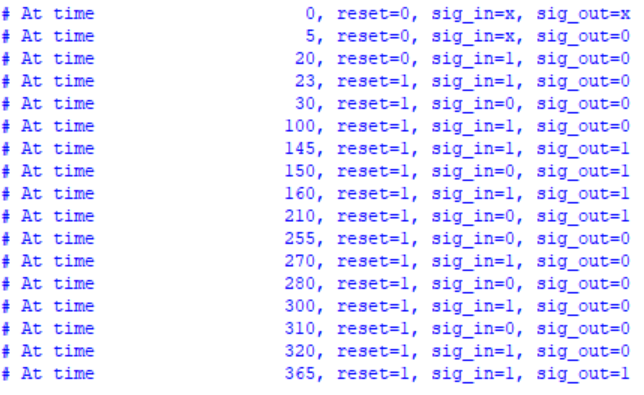 # At time                    0, reset=0, sig_in=x, sig_out=x
# At time                    5, reset=0, sig_in=x, sig_out=0
# At time                   20, reset=0, sig_in=1, sig_out=0
# At time                   23, reset=1, sig_in=1, sig_out=0
# At time                   30, reset=1, sig_in=0, sig_out=0
# At time                  100, reset=1, sig_in=1, sig_out=0
# At time                  145, reset=1, sig_in=1, sig_out=1
# At time                  150, reset=1, sig_in=0, sig_out=1
# At time                  160, reset=1, sig_in=1, sig_out=1
# At time                  210, reset=1, sig_in=0, sig_out=1
# At time                  255, reset=1, sig_in=0, sig_out=0
# At time                  270, reset=1, sig_in=1, sig_out=0
# At time                  280, reset=1, sig_in=0, sig_out=0
# At time                  300, reset=1, sig_in=1, sig_out=0
# At time                  310, reset=1, sig_in=0, sig_out=0
# At time                  320, reset=1, sig_in=1, sig_out=0
# At time                  365, reset=1, sig_in=1, sig_out=1